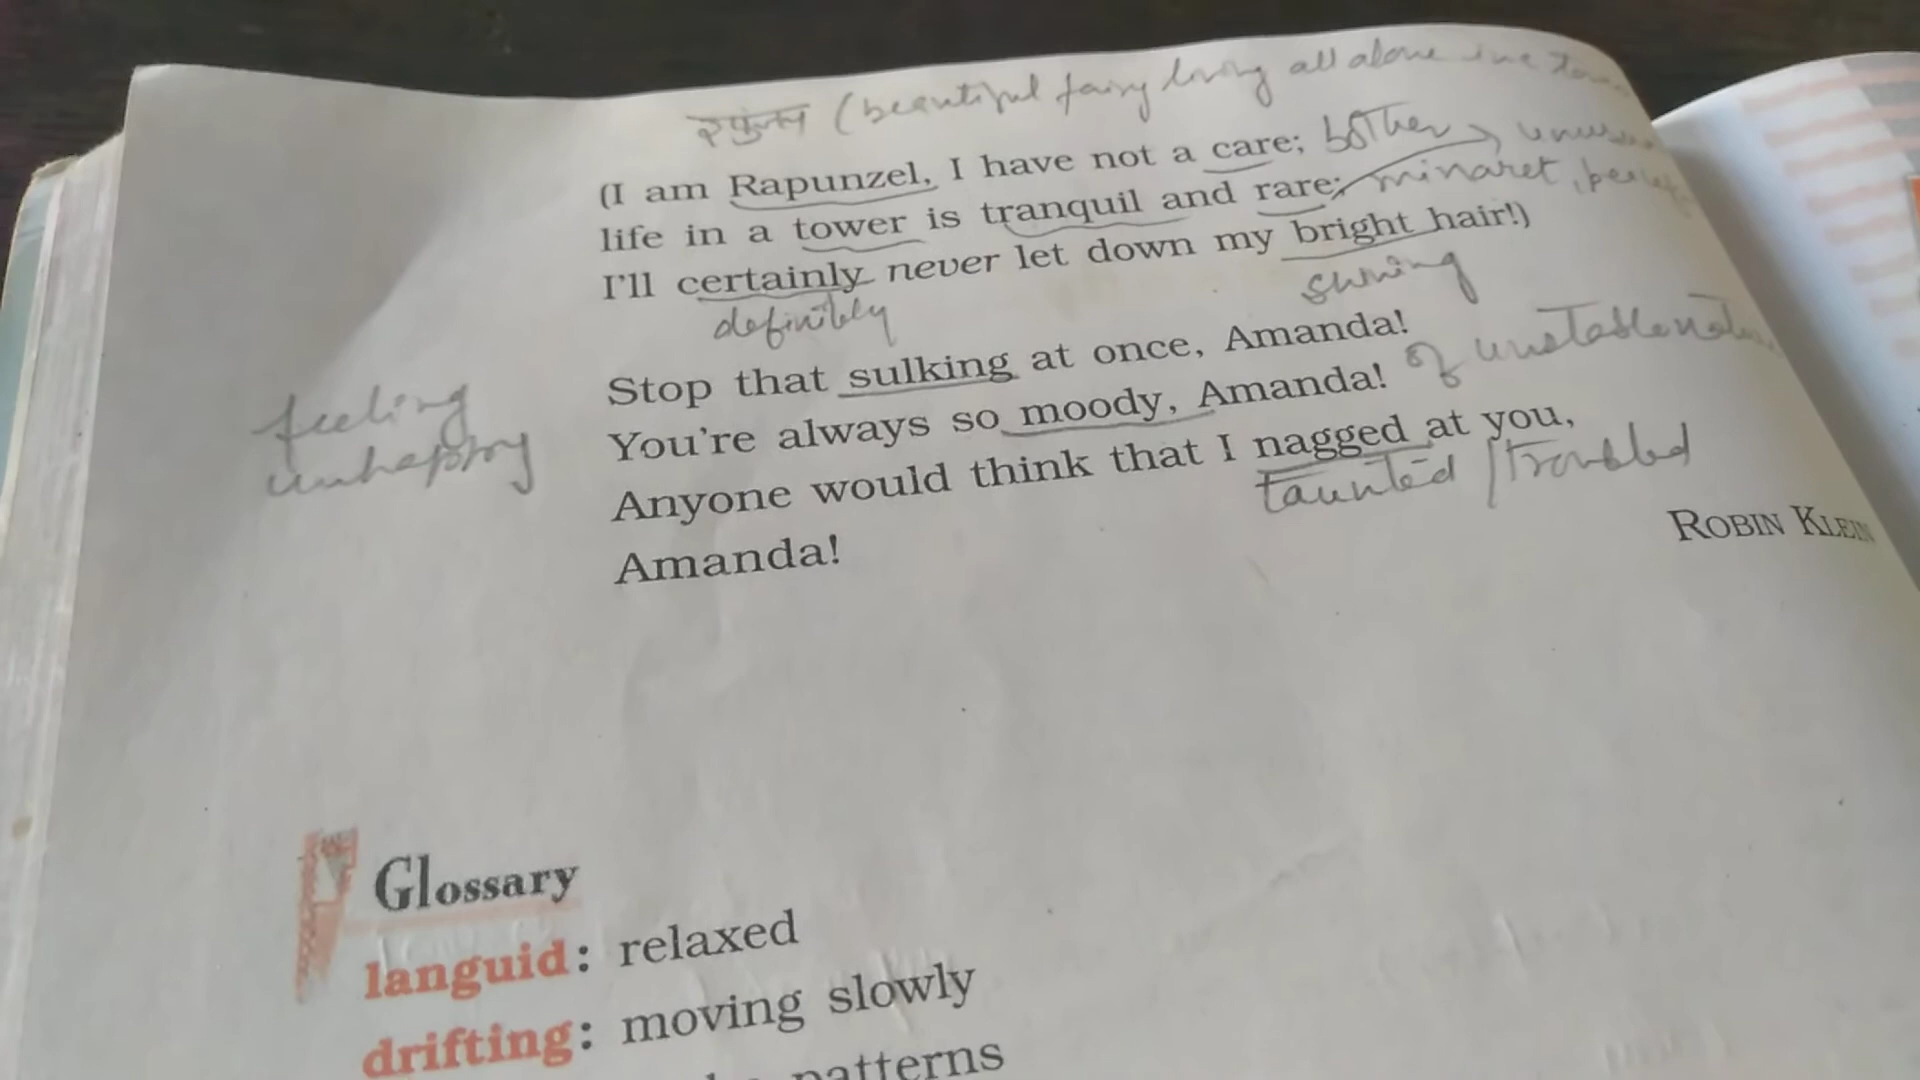 (beautiful fairy living all alone in a
(I am Rapunzel, I have not a care; bother
life in a tower is tranquil and rare; minaret,
I'll certainly never let down my bright hair!)
definitely shining
Stop that sulking at once, Amanda!
feeling
unhappy
You're always so moody, Amanda! of unstable
Anyone would think that I nagged at you,
taunted / troubled
Amanda!
ROBIN KLEIN
Glossary
languid: relaxed
drifting: moving slowly
patterns